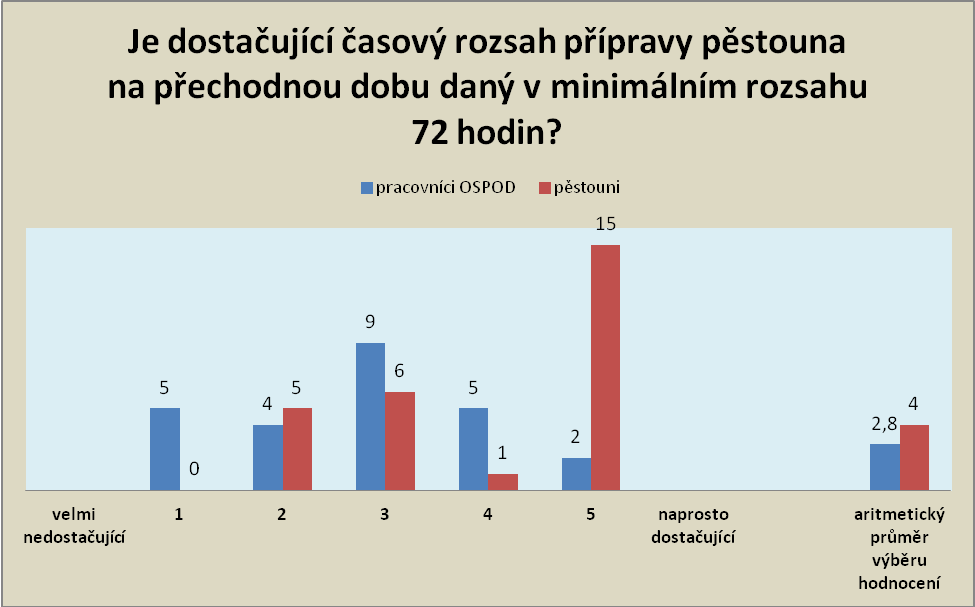 Je dostačující časový rozsah přípravy pěstouna
na přechodnou dobu daný v minimálním rozsahu
72 hodin?
pracovníci OSPOD pěstouni
15
9
6
5
5
5
4
4
2,8
2
1
0
velmi nedostačující
1
2
3
4
5
naprosto dostačující
aritmetický průměr výběru hodnocení